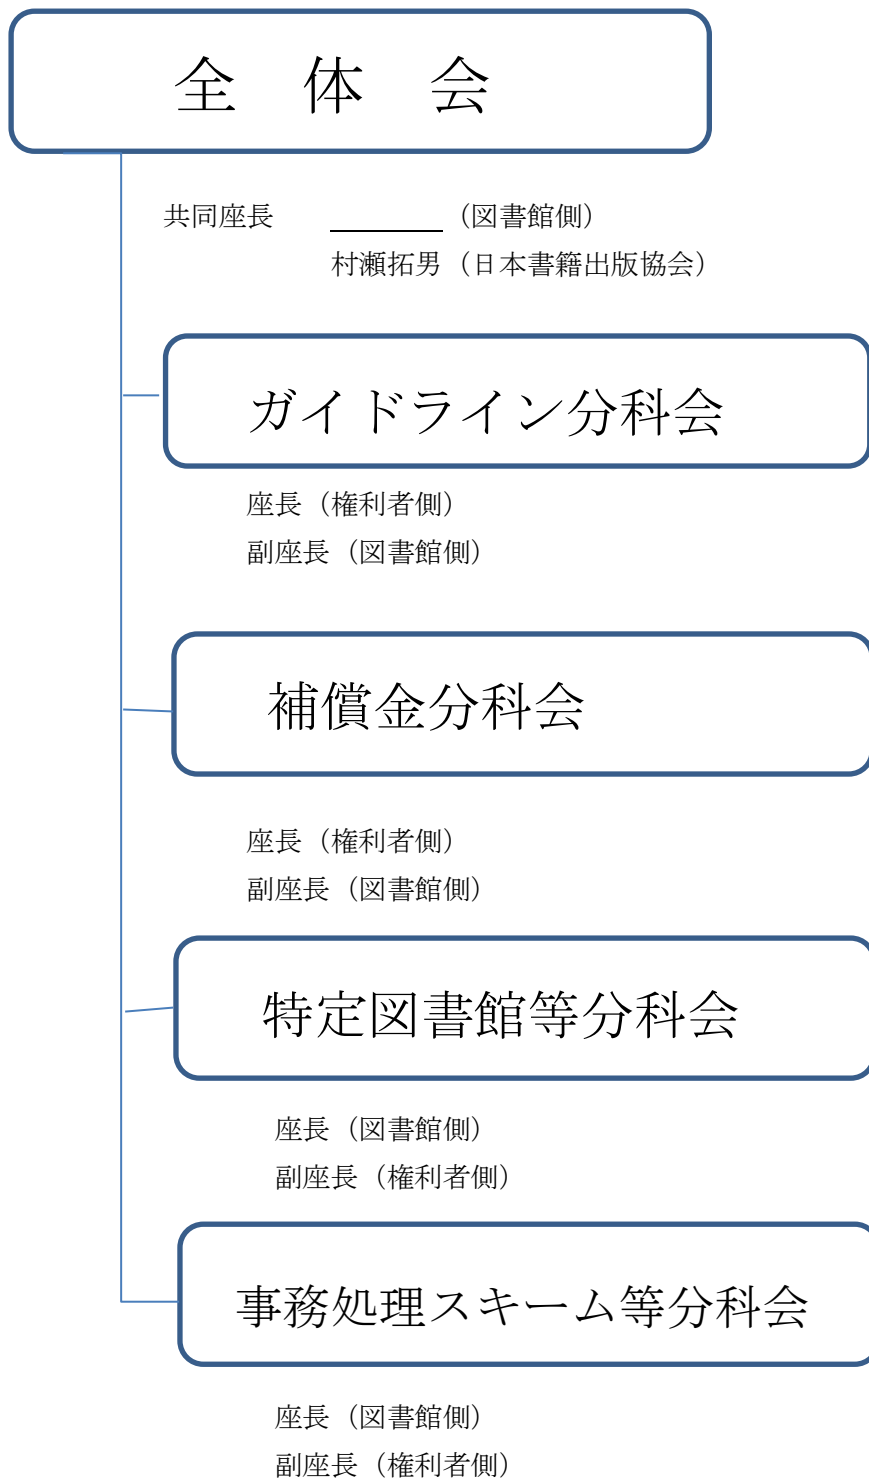 全　体　会
共同座長　　＿＿＿＿（図書館側）
村瀬拓男（日本書籍出版協会）
ガイドライン分科会
座長（権利者側）
副座長（図書館側）
補償金分科会
座長（権利者側）
副座長（図書館側）
特定図書館等分科会
座長（図書館側）
副座長（権利者側）
事務処理スキーム等分科会
座長（図書館側）
副座長（権利者側）